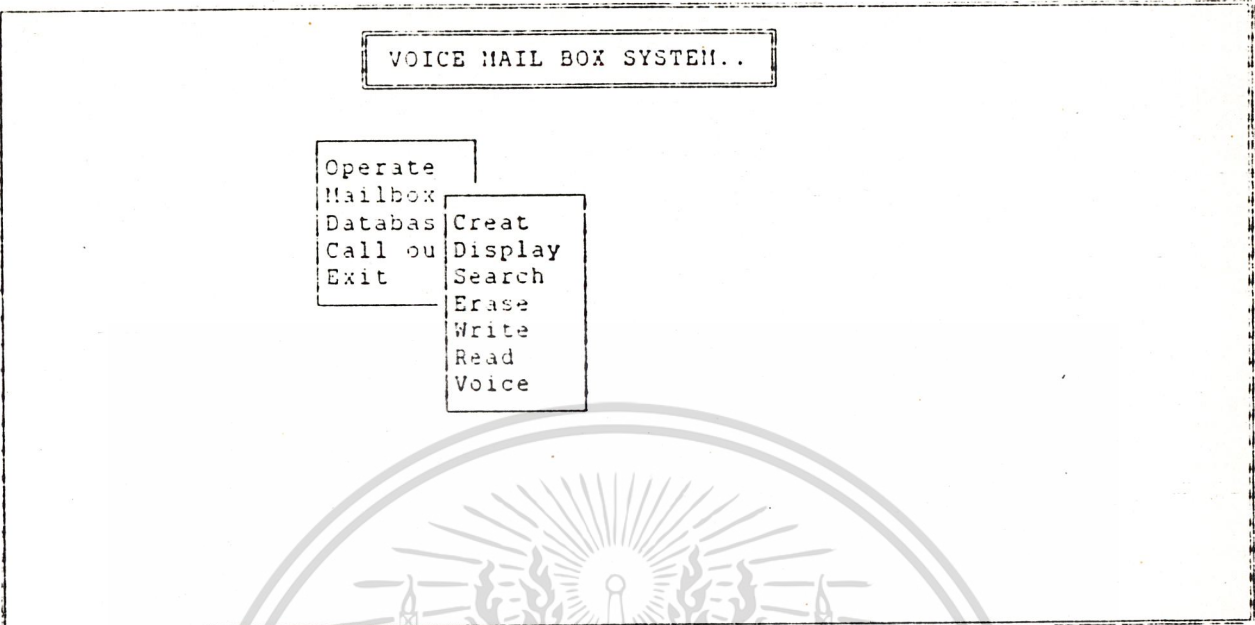 VOICE MAIL BOX SYSTEM..
Operate
Mailbox
Databas
Call ou
Exit
Creat
Display
Search
Erase
Write
Read
Voice